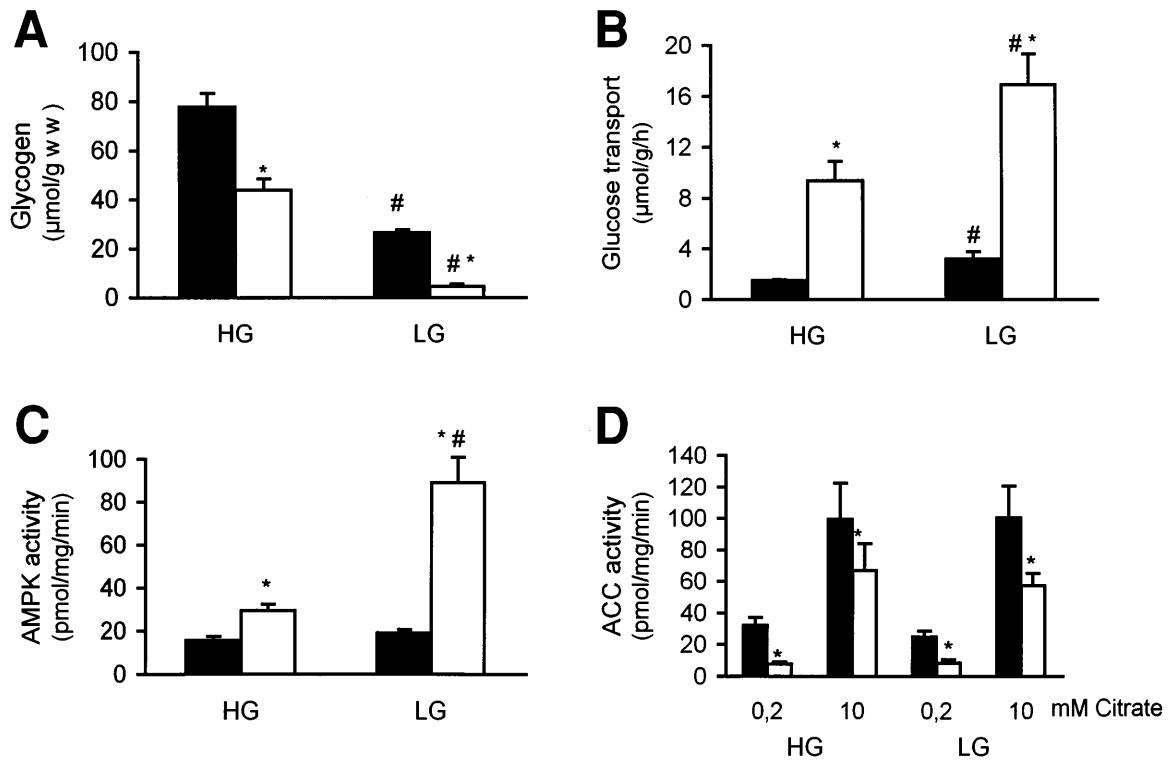 A
Glycogen
(µmol/g w w )
100
80
60
40
20
0
*
#
# *
HG LG
B
Glucose transport
(µmol/g/h)
20
16
12
8
4
0
*
#
# *
HG LG
C
AMPK activity
(pmol/mg/min)
100
80
60
40
20
0
*
* #
HG LG
D
ACC activity
(pmol/mg/min)
140
120
100
80
60
40
20
0
*
*
*
*
0,2 10 0,2 10 mM Citrate
HG LG